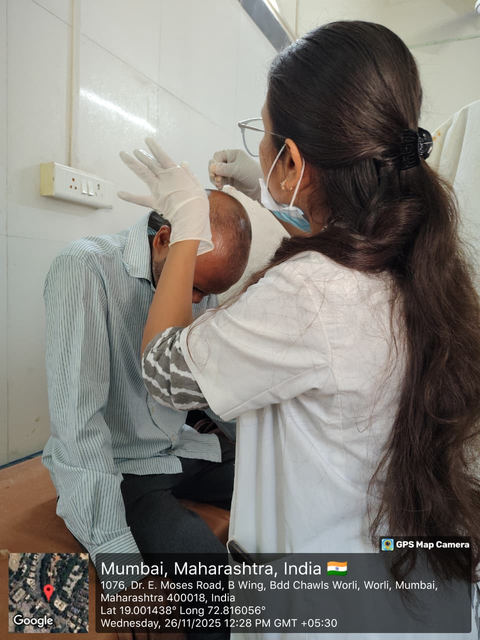 GPS Map Camera
Mumbai, Maharashtra, India 🇮🇳
1076, Dr. E. Moses Road, B Wing, Bdd Chawls Worli, Worli, Mumbai,
Maharashtra 400018, India
Lat 19.001438° Long 72.816056°
Wednesday, 26/11/2025 12:28 PM GMT +05:30
Google